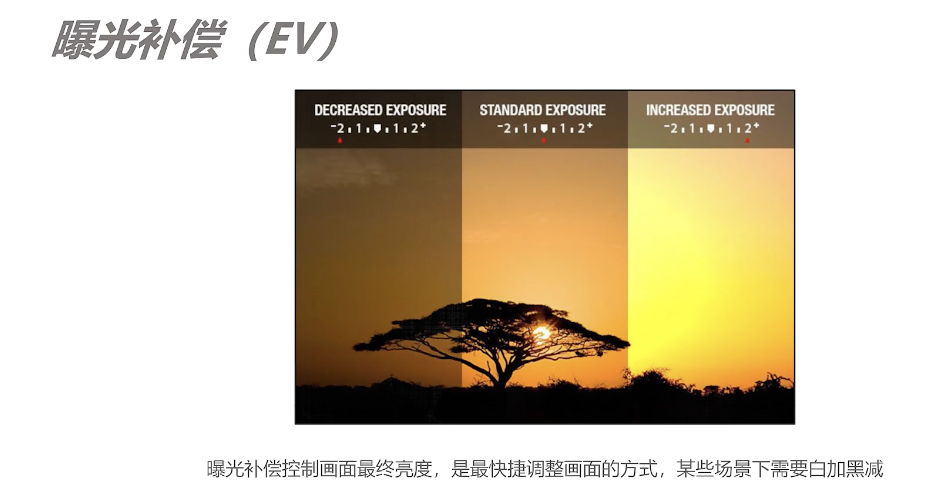 曝光补偿（EV）
DECREASED EXPOSURE STANDARD EXPOSURE INCREASED EXPOSURE
-2 1 1 2+ -2 1 1 2+ -2 1 1 2+
曝光补偿控制画面最终亮度，是最快捷调整画面的方式，某些场景下需要白加黑减